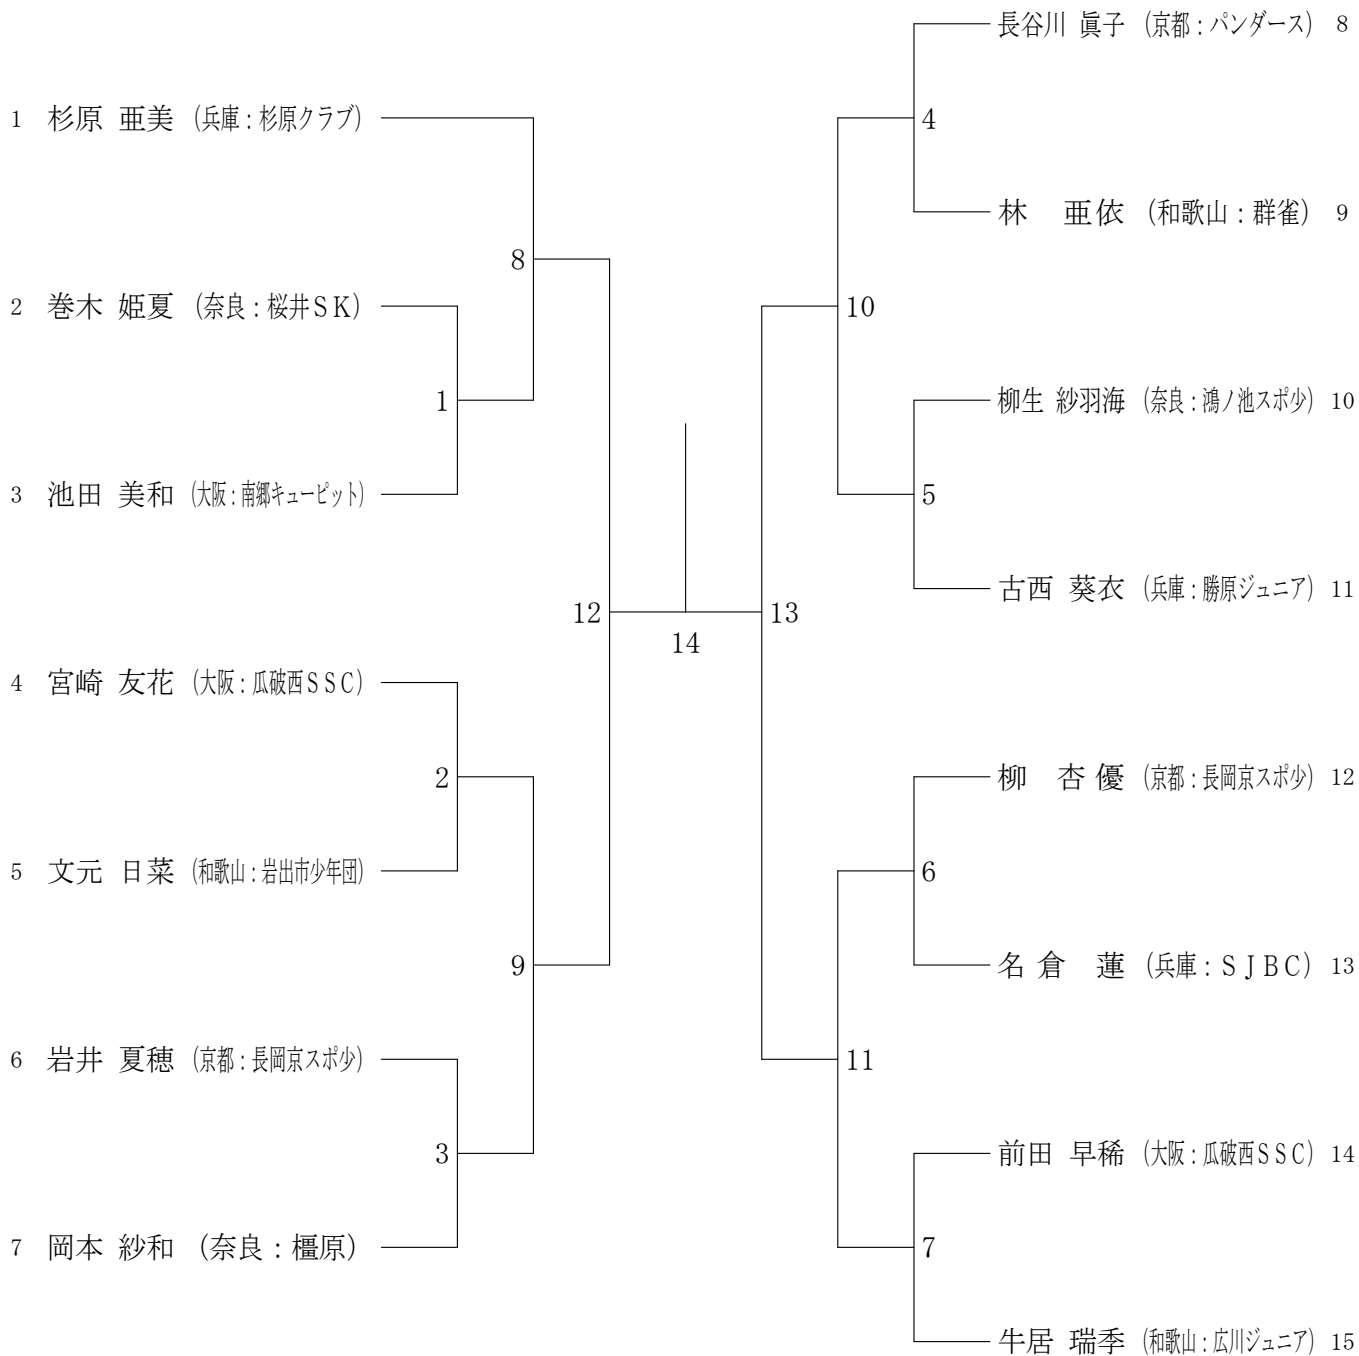 1 杉原 亜美 (兵庫:杉原クラブ)
2 巻木 姫夏 (奈良:桜井SK)
3 池田 美和 (大阪:南郷キューピット)
4 宮崎 友花 (大阪:瓜破西SSC)
5 文元 日菜 (和歌山:岩出市少年団)
6 岩井 夏穂 (京都:長岡京スポ少)
7 岡本 紗和 (奈良:橿原)
8
1
2
9
3
12
14
13
10
4
5
11
6
7
長谷川 眞子 (京都:パンダース) 8
林 亜依 (和歌山:群雀) 9
柳生 紗羽海 (奈良:鴻ノ池スポ少) 10
古西 葵衣 (兵庫:勝原ジュニア) 11
柳 杏優 (京都:長岡京スポ少) 12
名倉 蓮 (兵庫:SJBC) 13
前田 早稀 (大阪:瓜破西SSC) 14
牛居 瑞季 (和歌山:広川ジュニア) 15